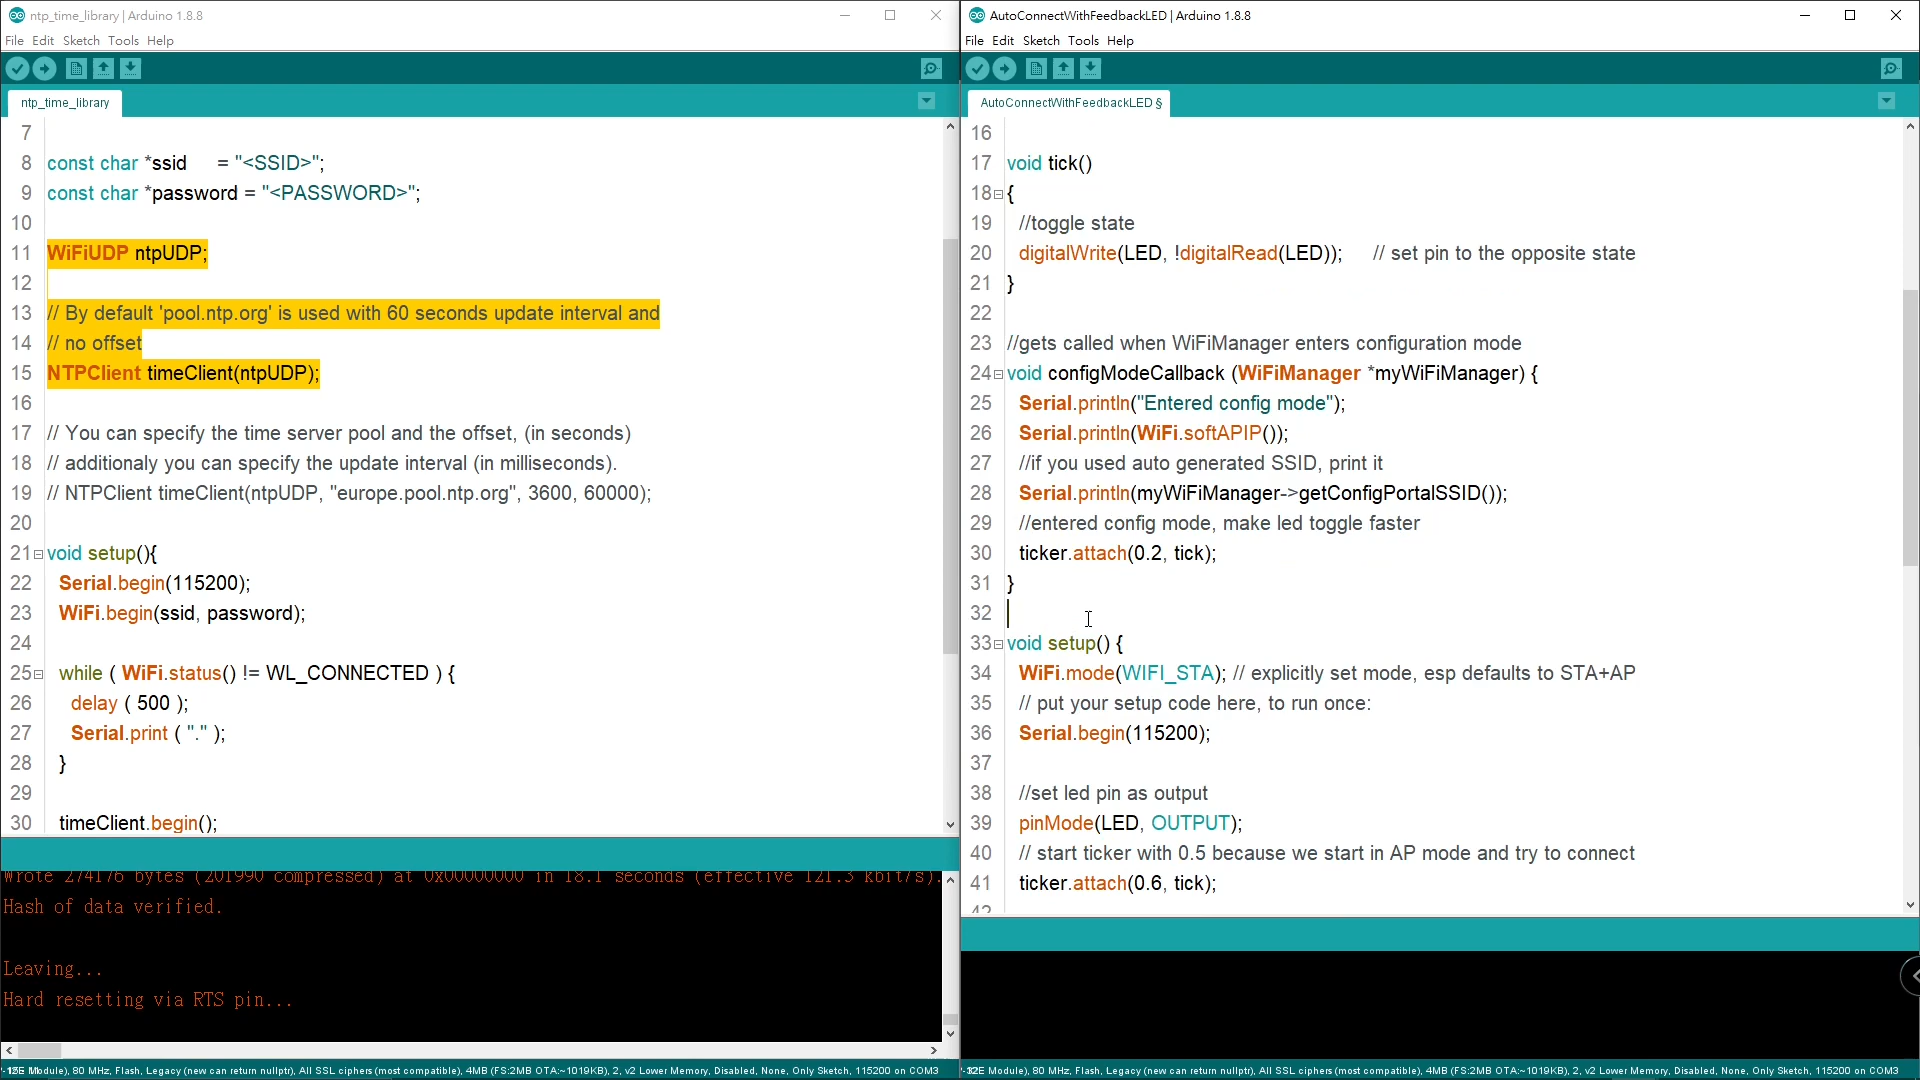 ntp_time_library | Arduino 1.8.8
File Edit Sketch Tools Help
ntp_time_library
7
8 const char *ssid     = "<SSID>";
9 const char *password = "<PASSWORD>";
10
11 WiFiUDP ntpUDP;
12
13 // By default 'pool.ntp.org' is used with 60 seconds update interval and
14 // no offset
15 NTPClient timeClient(ntpUDP);
16
17 // You can specify the time server pool and the offset, (in seconds)
18 // additionaly you can specify the update interval (in milliseconds).
19 // NTPClient timeClient(ntpUDP, "europe.pool.ntp.org", 3600, 60000);
20
21 void setup(){
22   Serial.begin(115200);
23   WiFi.begin(ssid, password);
24
25   while ( WiFi.status() != WL_CONNECTED ) {
26     delay ( 500 );
27     Serial.print ( "." );
28   }
29
30   timeClient.begin();
Wrote 274176 bytes (201990 compressed) at 0x00000000 in 18.1 seconds (effective 121.3 kbit/s).
Hash of data verified.
Leaving...
Hard resetting via RTS pin...
Module), 80 MHz, Flash, Legacy (new can return nullptr), All SSL ciphers (most compatible), 4MB (FS:2MB OTA:~1019KB), 2, v2 Lower Memory, Disabled, None, Only Sketch, 115200 on COM3
AutoConnectWithFeedbackLED | Arduino 1.8.8
File Edit Sketch Tools Help
AutoConnectWithFeedbackLED §
16
17 void tick()
18 {
19   //toggle state
20   digitalWrite(LED, !digitalRead(LED));     // set pin to the opposite state
21 }
22
23 //gets called when WiFiManager enters configuration mode
24 void configModeCallback (WiFiManager *myWiFiManager) {
25   Serial.println("Entered config mode");
26   Serial.println(WiFi.softAPIP());
27   //if you used auto generated SSID, print it
28   Serial.println(myWiFiManager->getConfigPortalSSID());
29   //entered config mode, make led toggle faster
30   ticker.attach(0.2, tick);
31 }
32
33 void setup() {
34   WiFi.mode(WIFI_STA); // explicitly set mode, esp defaults to STA+AP
35   // put your setup code here, to run once:
36   Serial.begin(115200);
37
38   //set led pin as output
39   pinMode(LED, OUTPUT);
40   // start ticker with 0.5 because we start in AP mode and try to connect
41   ticker.attach(0.6, tick);
42
Module), 80 MHz, Flash, Legacy (new can return nullptr), All SSL ciphers (most compatible), 4MB (FS:2MB OTA:~1019KB), 2, v2 Lower Memory, Disabled, None, Only Sketch, 115200 on COM3